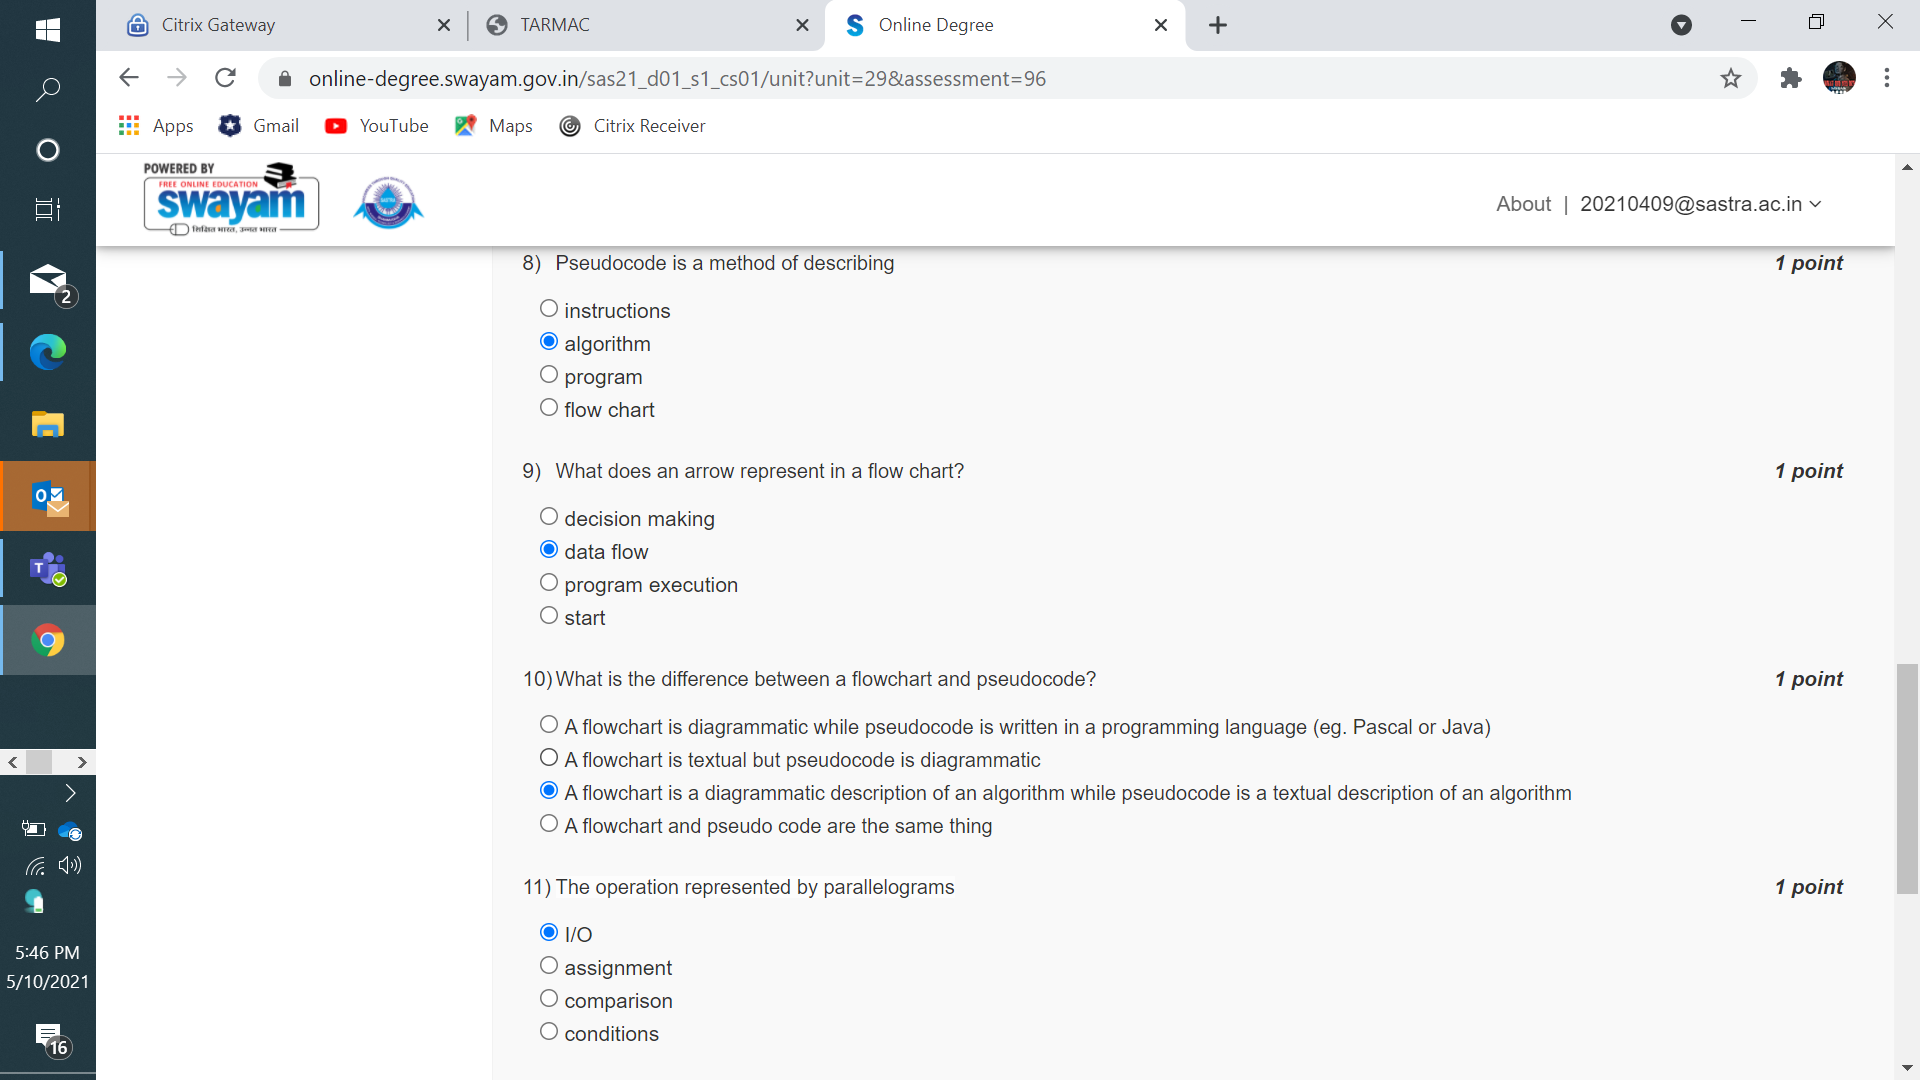 Citrix Gateway
TARMAC
Online Degree
online-degree.swayam.gov.in/sas21_d01_s1_cs01/unit?unit=29&assessment=96
Apps
Gmail
YouTube
Maps
Citrix Receiver
POWERED BY
FREE ONLINE EDUCATION
swayam
शिक्षित भारत, उन्नत भारत
About | 20210409@sastra.ac.in
8) Pseudocode is a method of describing 1 point
instructions
algorithm
program
flow chart
9) What does an arrow represent in a flow chart? 1 point
decision making
data flow
program execution
start
10) What is the difference between a flowchart and pseudocode? 1 point
A flowchart is diagrammatic while pseudocode is written in a programming language (eg. Pascal or Java)
A flowchart is textual but pseudocode is diagrammatic
A flowchart is a diagrammatic description of an algorithm while pseudocode is a textual description of an algorithm
A flowchart and pseudo code are the same thing
11) The operation represented by parallelograms 1 point
I/O
assignment
comparison
conditions
2
5:46 PM
5/10/2021
16